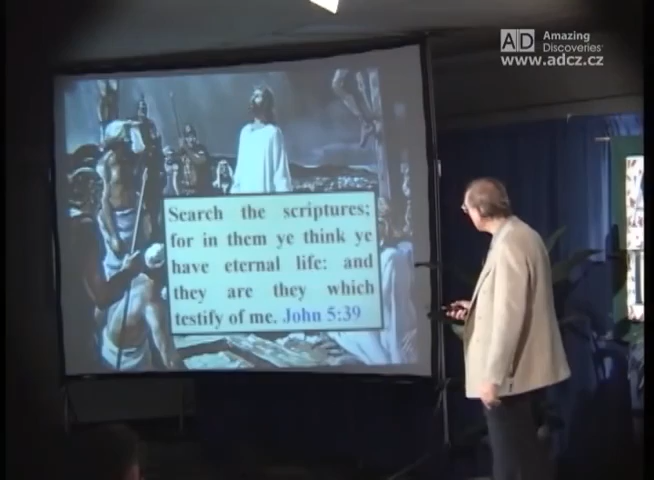 AD Amazing
Discoveries
www.adcz.cz
Search the scriptures;
for in them ye think ye
have eternal life: and
they are they which
testify of me. John 5:39